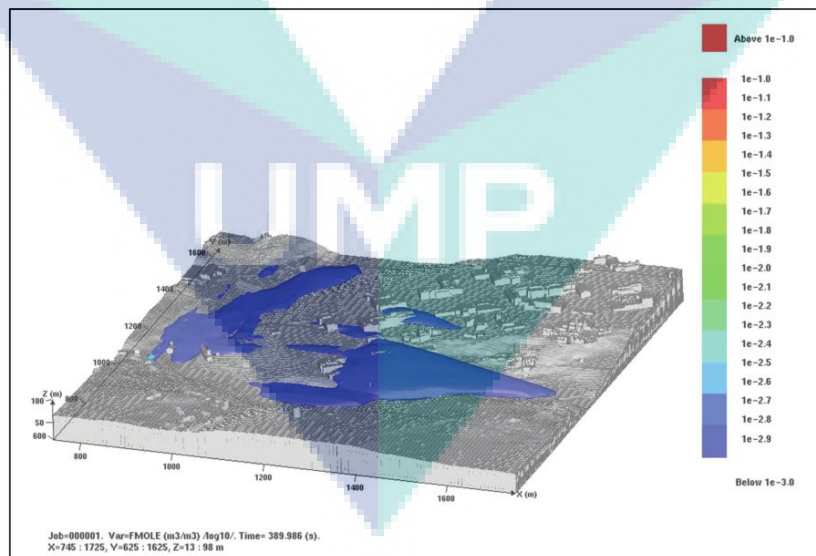 Above 1e-1.0
1e-1.0
1e-1.1
1e-1.2
1e-1.3
1e-1.4
1e-1.5
1e-1.6
1e-1.7
1e-1.8
1e-1.9
1e-2.0
1e-2.1
1e-2.2
1e-2.3
1e-2.4
1e-2.5
1e-2.6
1e-2.7
1e-2.8
1e-2.9
Below 1e-3.0
UMP
Y (m)
1600
1400
1200
1000
800
600
Z (m)
100
50
800
1000
1200
1400
1600
X (m)
Job=000001. Var=FMOLE (m3/m3) /log10/. Time= 389.986 (s).
X=745 : 1725, Y=625 : 1625, Z=13 : 98 m